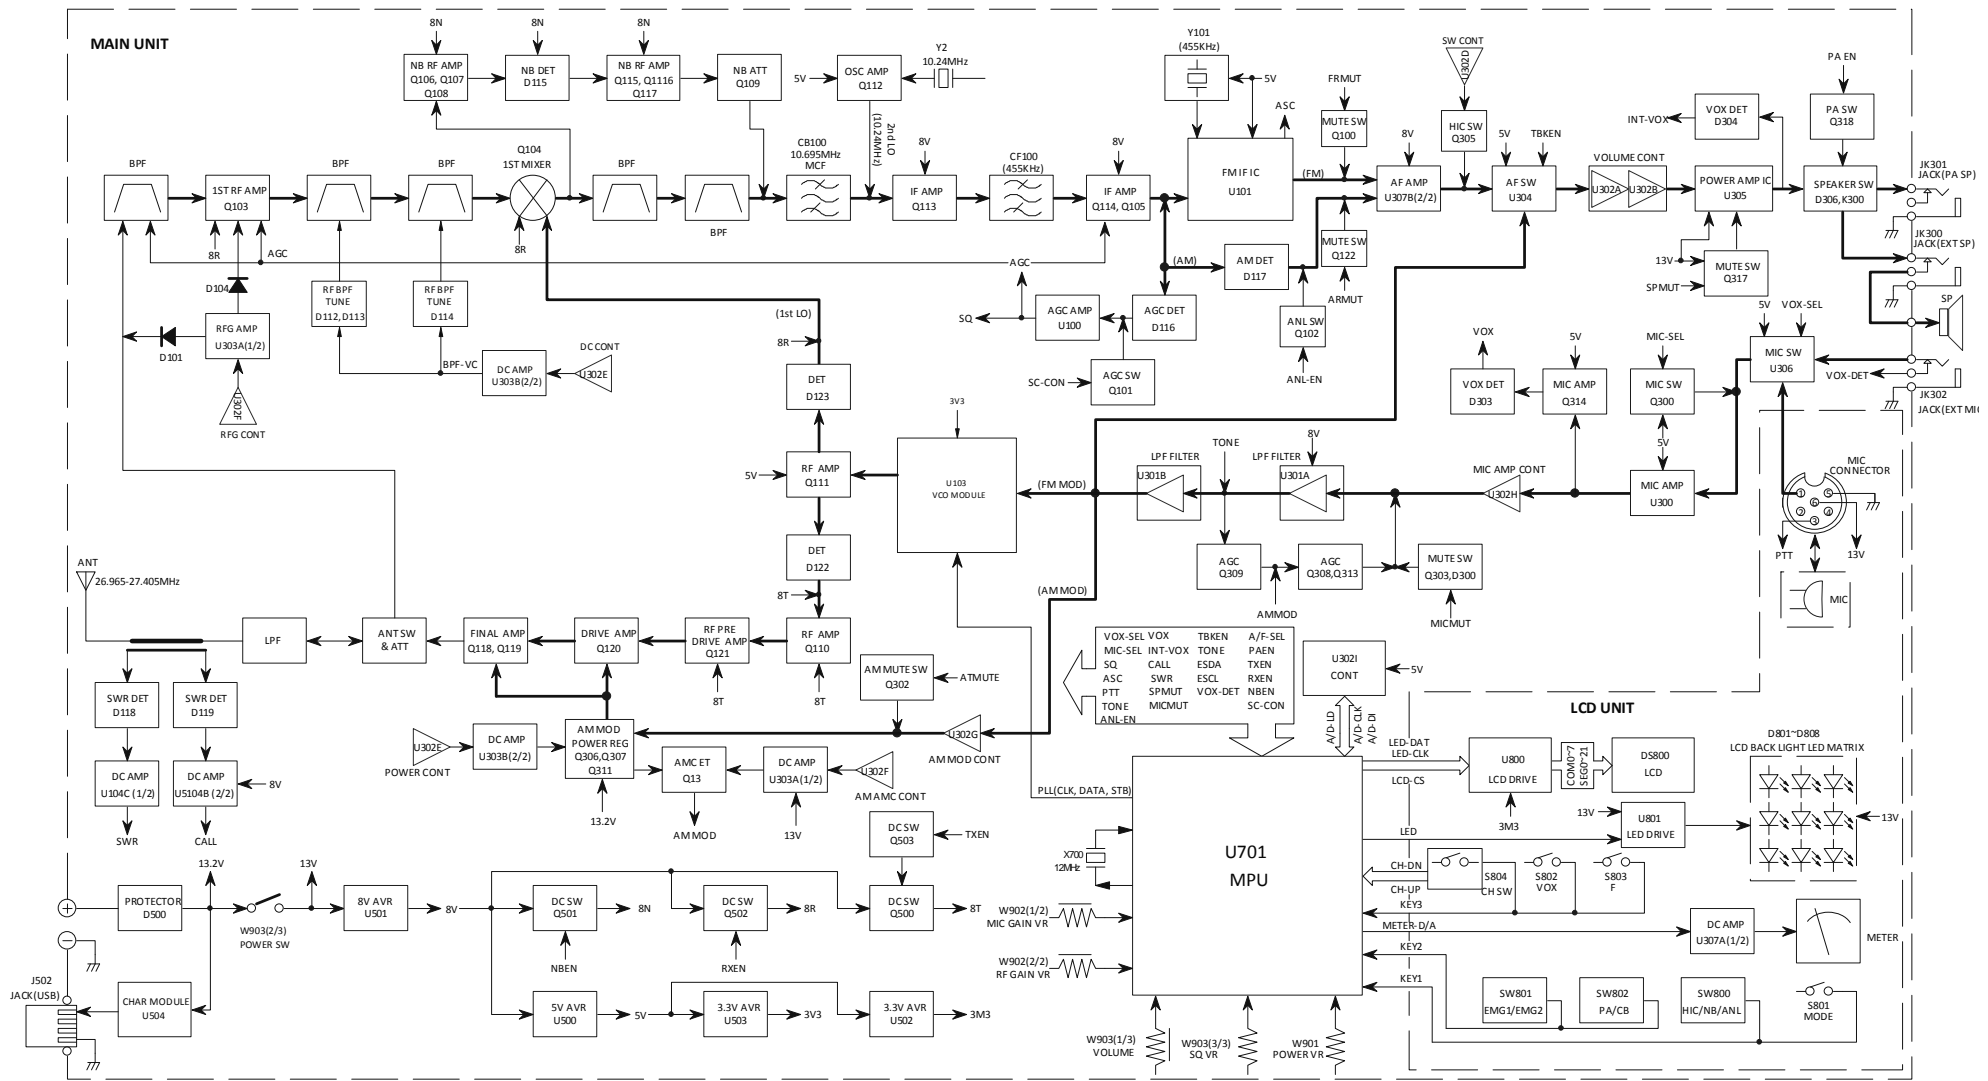 MAIN UNIT
8N
8N
8N
Y2
10.24MHz
Y101
(455KHz)
SW CONT
U302D
PA EN
NB RF AMP
Q106, Q107
Q108
NB DET
D115
NB RF AMP
Q115, Q1116
Q117
NB ATT
Q109
5V
OSC AMP
Q112
5V
FRMUT
ASC
MUTE SW
Q100
8V
HIC SW
Q305
5V
TBKEN
INT-VOX
VOX DET
D304
PA SW
Q318
2nd LO
(10.24MHz)
BPF
BPF
BPF
Q104
1ST MIXER
BPF
CB100
10.695MHz
MCF
8V
CF100
(455KHz)
8V
(FM)
VOLUME CONT
JK301
JACK(PA SP)
1ST RF AMP
Q103
BPF
IF AMP
Q113
IF AMP
Q114, Q105
FM IF IC
U101
AF AMP
U307B(2/2)
AF SW
U304
U302A
U302B
POWER AMP IC
U305
SPEAKER SW
D306,K300
8R
AGC
8R
AGC
(AM)
AM DET
D117
MUTE SW
Q122
ARMUT
13V
SPMUT
MUTE SW
Q317
JK300
JACK(EXT SP)
SP
D104
RF BPF
TUNE
D112, D113
RF BPF
TUNE
D114
(1st LO)
SQ
AGC AMP
U100
AGC DET
D116
ANL SW
Q102
ANL-EN
5V
VOX-SEL
D101
RFG AMP
U303A(1/2)
U302F
RFG CONT
BPF-VC
DC AMP
U303B(2/2)
DC CONT
U302E
8R
DET
D123
SC-CON
AGC SW
Q101
VOX
5V
MIC-SEL
MIC SW
U306
VOX-DET
VOX DET
D303
MIC AMP
Q314
MIC SW
Q300
JK302
JACK(EXT MIC
3V3
5V
5V
RF AMP
Q111
U103
VCO MODULE
(FM MOD)
LPF FILTER
U301B
TONE
LPF FILTER
8V
U301A
MIC AMP CONT
U302H
MIC AMP
U300
MIC
CONNECTOR
1
5
6
2
4
3
PTT
13V
DET
D122
AGC
Q309
AGC
Q308,Q313
MUTE SW
Q303,D300
ANT
26.965-27.405MHz
8T
(AM MOD)
AMMOD
MICMUT
MIC
LPF
ANT SW
& ATT
FINAL AMP
Q118, Q119
DRIVE AMP
Q120
RF PRE
DRIVE AMP
Q121
RF AMP
Q110
8T
8T
AM MUTE SW
Q302
ATMUTE
VOX-SEL VOX TBKEN A/F-SEL
MIC-SEL INT-VOX TONE PAEN
SQ CALL ESDA TXEN
ASC SWR ESCL RXEN
PTT SPMUT VOX-DET NBEN
TONE MICMUT SC-CON
ANL-EN
U302I
CONT
5V
A/D- LD
A/D- CLK
A/D- DI
SWR DET
D118
SWR DET
D119
U302E
POWER CONT
DC AMP
U303B(2/2)
AM MOD
POWER REG
Q306,Q307
Q311
U302G
AM MOD CONT
LCD UNIT
DC AMP
U104C (1/2)
DC AMP
U5104B (2/2)
8V
SWR
CALL
AMC ET
Q13
DC AMP
U303A(1/2)
U302F
AM AMC CONT
13.2V
AM MOD
13V
PLL(CLK, DATA, STB)
LED-DAT
LED-CLK
LCD-CS
U800
LCD DRIVE
COM0~7
SEG0~21
DS800
LCD
D801~D808
LCD BACK LIGHT LED MATRIX
3M3
13V
U801
LED DRIVE
13V
LED
DC SW
Q503
TXEN
X700
12MHz
U701
MPU
CH-DN
CH-UP
KEY3
S804
CH SW
S802
VOX
S803
F
13.2V
13V
PROTECTOR
D500
W903(2/3)
POWER SW
8V AVR
U501
8V
DC SW
Q501
8N
DC SW
Q502
8R
DC SW
Q500
8T
NBEN
RXEN
W902(1/2)
MIC GAIN VR
W902(2/2)
RF GAIN VR
METER-D/A
KEY2
KEY1
DC AMP
U307A(1/2)
METER
J502
JACK(USB)
CHAR MODULE
U504
5V AVR
U500
5V
3.3V AVR
U503
3V3
3.3V AVR
U502
3M3
SW801
EMG1/EMG2
SW802
PA/CB
SW800
HIC/NB/ANL
S801
MODE
W903(1/3)
VOLUME
W903(3/3)
SQ VR
W901
POWER VR